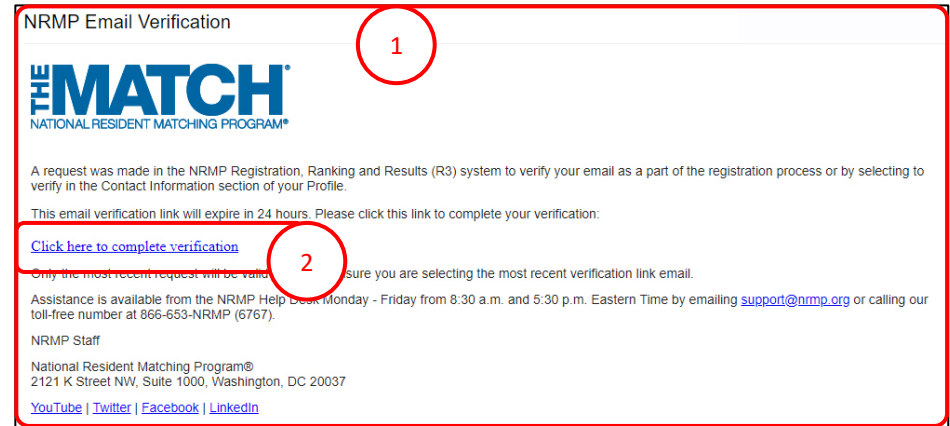 NRMP Email Verification
1
THE MATCH
NATIONAL RESIDENT MATCHING PROGRAM®
A request was made in the NRMP Registration, Ranking and Results (R3) system to verify your email as a part of the registration process or by selecting to
verify in the Contact Information section of your Profile.
This email verification link will expire in 24 hours. Please click this link to complete your verification:
Click here to complete verification
2
Only the most recent request will be sure you are selecting the most recent verification link email.
Assistance is available from the NRMP Help Desk Monday - Friday from 8:30 a.m. and 5:30 p.m. Eastern Time by emailing support@nrmp.org or calling our
toll-free number at 866-653-NRMP (6767).
NRMP Staff
National Resident Matching Program®
2121 K Street NW, Suite 1000, Washington, DC 20037
YouTube | Twitter | Facebook | LinkedIn